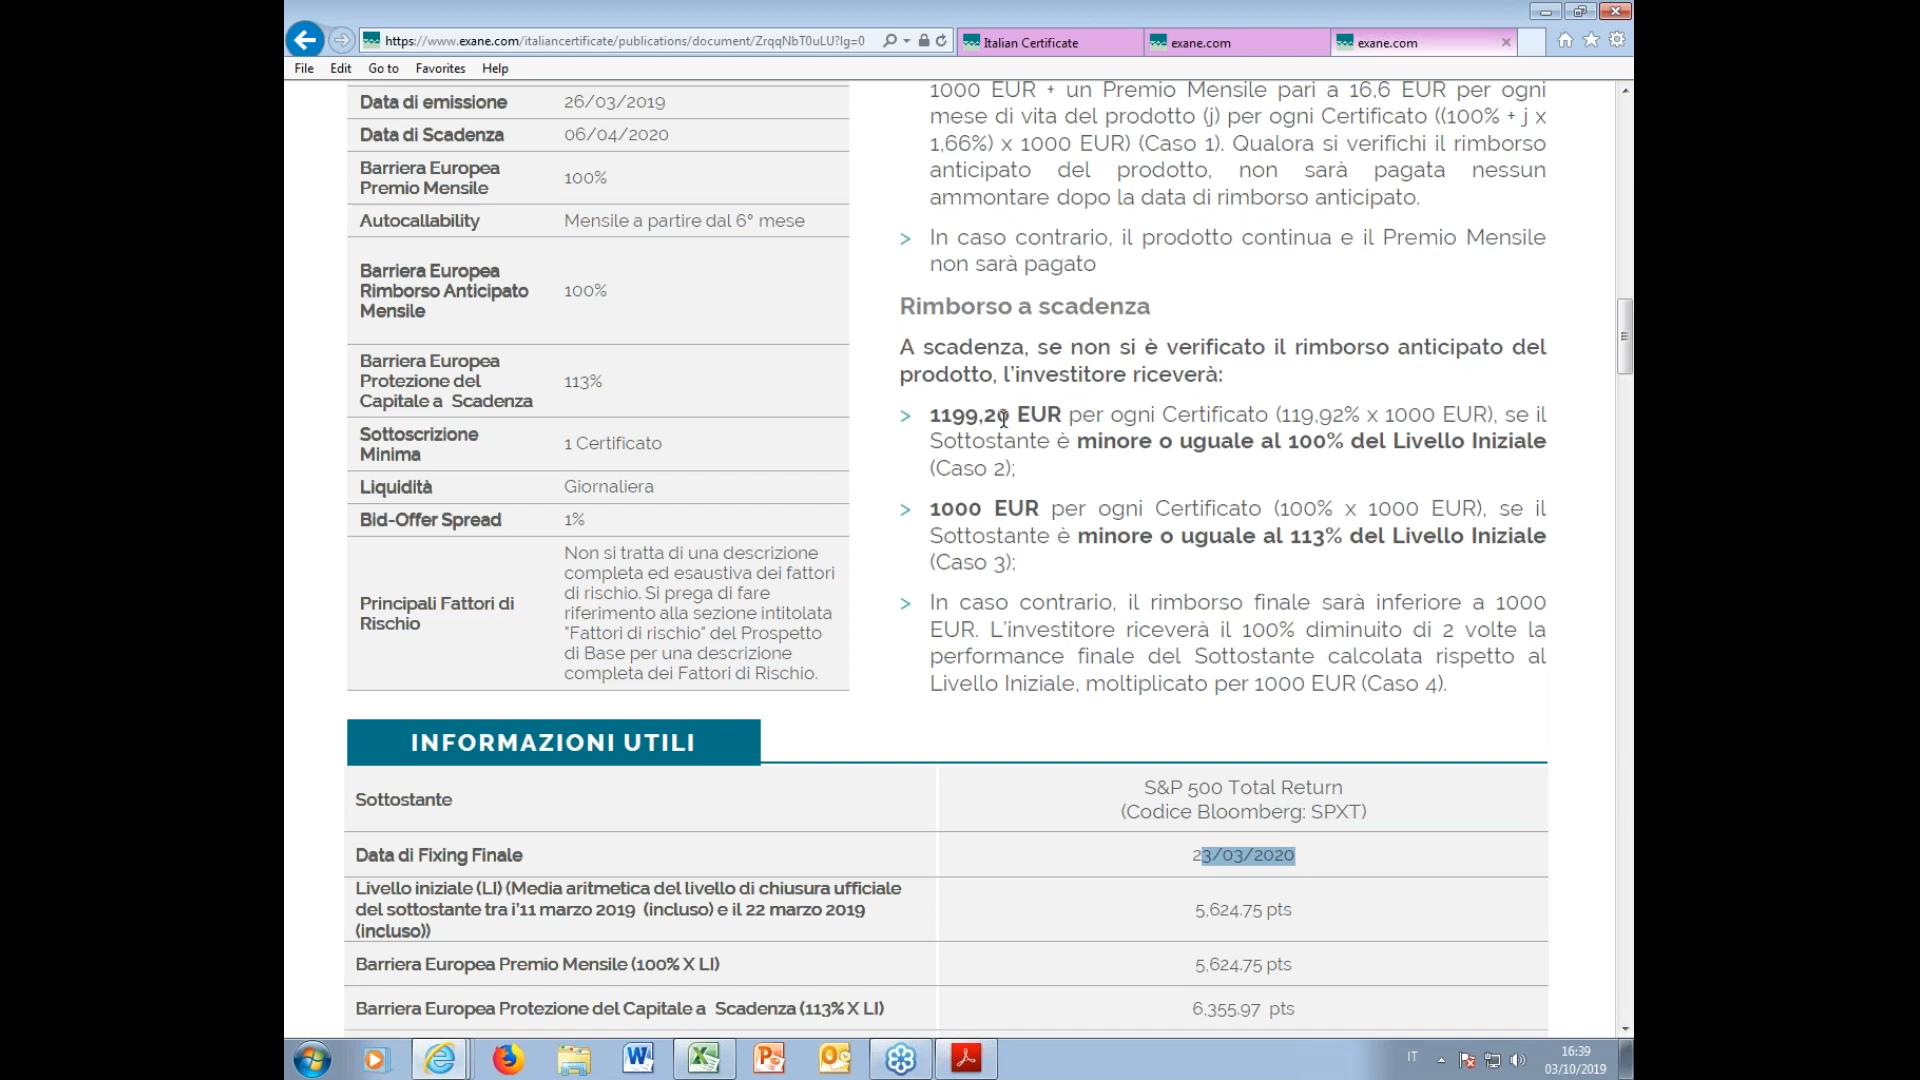 https://www.exane.com/italiancertificate/publications/document/ZrqqNbT0uLU?lg=0
Italian Certificate
exane.com
exane.com
File Edit Go to Favorites Help
Data di emissione 26/03/2019
Data di Scadenza 06/04/2020
Barriera Europea
Premio Mensile
100%
Autocallability Mensile a partire dal 6° mese
Barriera Europea
Rimborso Anticipato
Mensile
100%
Barriera Europea
Protezione del
Capitale a Scadenza
113%
Sottoscrizione
Minima
1 Certificato
Liquidità Giornaliera
Bid-Offer Spread 1%
Principali Fattori di
Rischio
Non si tratta di una descrizione
completa ed esaustiva dei fattori
di rischio. Si prega di fare
riferimento alla sezione intitolata
"Fattori di rischio" del Prospetto
di Base per una descrizione
completa dei Fattori di Rischio.
1000 EUR + un Premio Mensile pari a 16,6 EUR per ogni
mese di vita del prodotto (j) per ogni Certificato ((100% + j x
1,66%) x 1000 EUR) (Caso 1). Qualora si verifichi il rimborso
anticipato del prodotto, non sarà pagata nessun
ammontare dopo la data di rimborso anticipato.
> In caso contrario, il prodotto continua e il Premio Mensile
non sarà pagato
Rimborso a scadenza
A scadenza, se non si è verificato il rimborso anticipato del
prodotto, l'investitore riceverà:
> 1199,20 EUR per ogni Certificato (119,92% x 1000 EUR), se il
Sottostante è minore o uguale al 100% del Livello Iniziale
(Caso 2);
> 1000 EUR per ogni Certificato (100% x 1000 EUR), se il
Sottostante è minore o uguale al 113% del Livello Iniziale
(Caso 3);
> In caso contrario, il rimborso finale sarà inferiore a 1000
EUR. L'investitore riceverà il 100% diminuito di 2 volte la
performance finale del Sottostante calcolata rispetto al
Livello Iniziale, moltiplicato per 1000 EUR (Caso 4).
INFORMAZIONI UTILI
Sottostante
S&P 500 Total Return
(Codice Bloomberg: SPXT)
Data di Fixing Finale 23/03/2020
Livello iniziale (LI) (Media aritmetica del livello di chiusura ufficiale
del sottostante tra i'11 marzo 2019 (incluso) e il 22 marzo 2019
(incluso))
5,624.75 pts
Barriera Europea Premio Mensile (100% X LI) 5,624.75 pts
Barriera Europea Protezione del Capitale a Scadenza (113% X LI) 6,355.97 pts
IT
16:39
03/10/2019